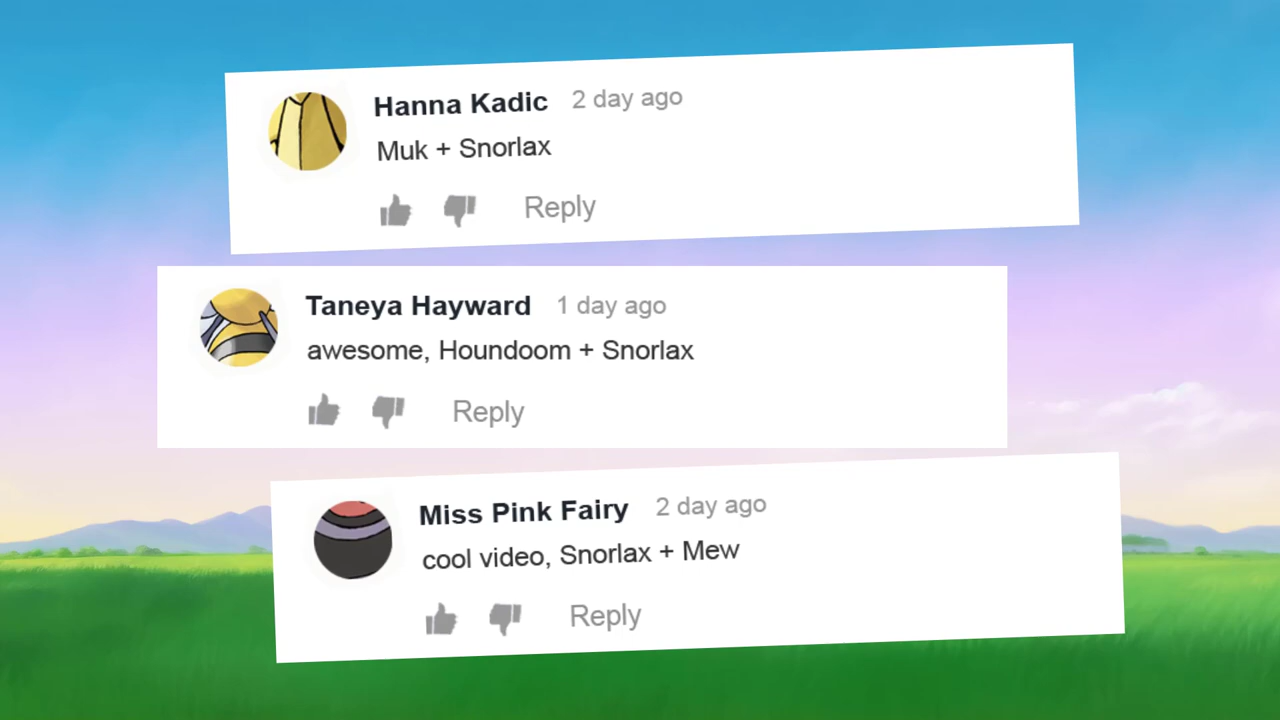 Hanna Kadic 2 day ago
Muk + Snorlax
Reply
Taneya Hayward 1 day ago
awesome, Houndoom + Snorlax
Reply
Miss Pink Fairy 2 day ago
cool video, Snorlax + Mew
Reply